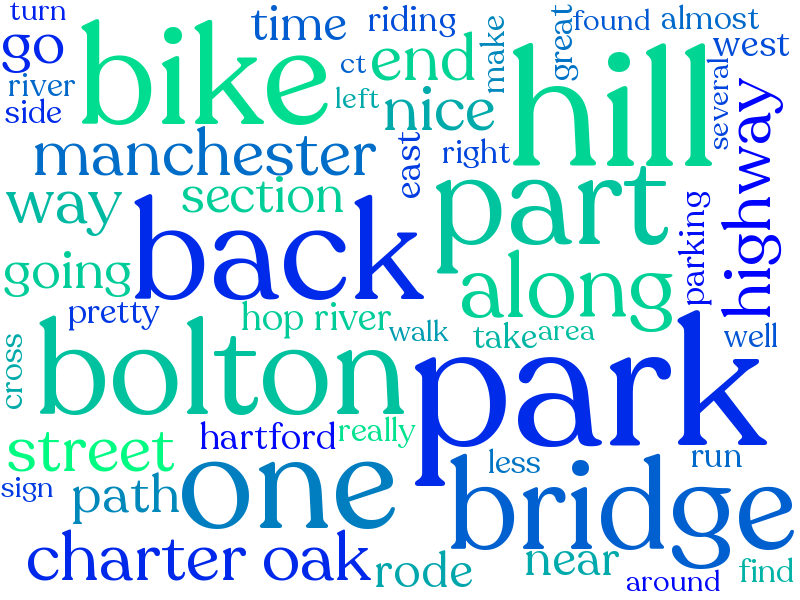 turn
riding
found almost
time
great
go
bike
ct
end
make
hill
west
river
left
nice
several
side
manchester
east
right
highway
way
section
back
part
parking
going
along
pretty
hop river
walk
take
area
park
well
cross
bolton
street
hartford
really
one
less
run
sign
path
bridge
charter oak
rode
near
around
find